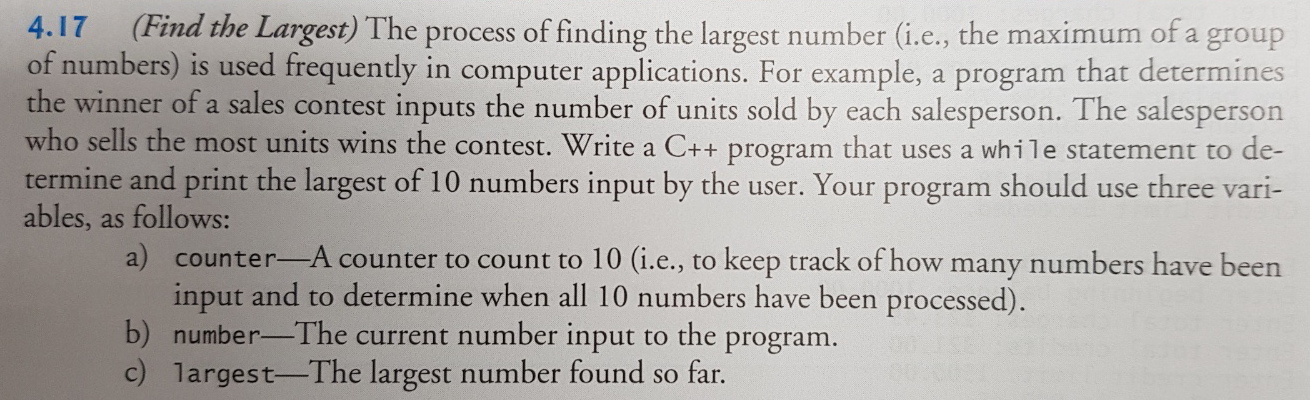 4.17 (Find the Largest) The process of finding the largest number (i.e., the maximum of a group
of numbers) is used frequently in computer applications. For example, a program that determines
the winner of a sales contest inputs the number of units sold by each salesperson. The salesperson
who sells the most units wins the contest. Write a C++ program that uses a while statement to de-
termine and print the largest of 10 numbers input by the user. Your program should use three vari-
ables, as follows:
a) counter—A counter to count to 10 (i.e., to keep track of how many numbers have been
input and to determine when all 10 numbers have been processed).
b) number—The current number input to the program.
c) largest—The largest number found so far.